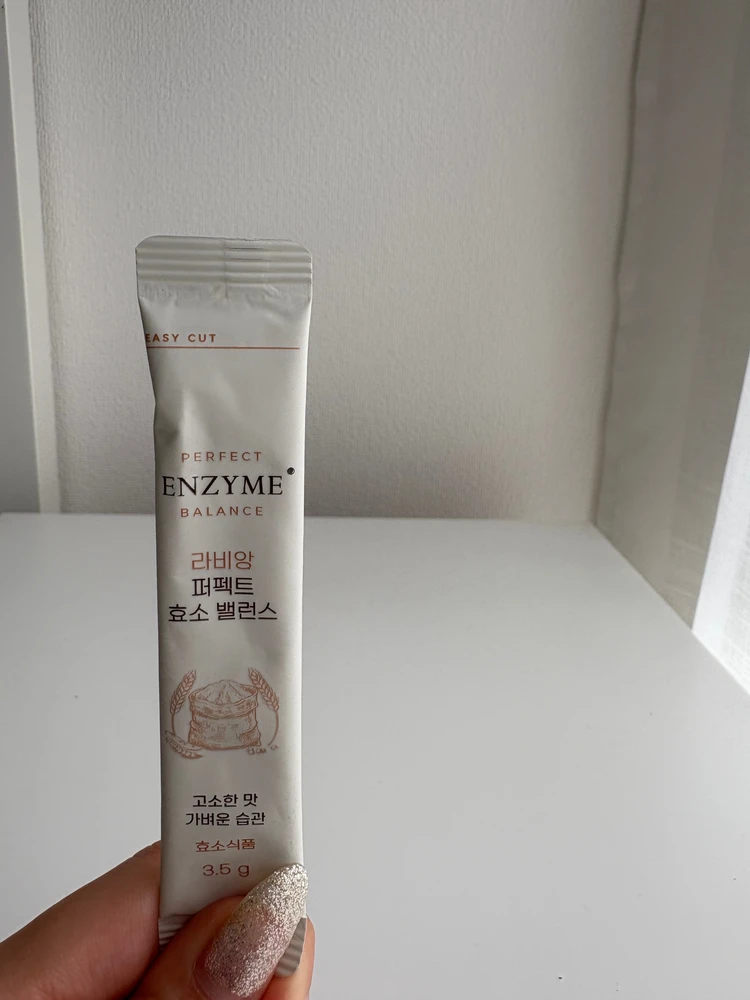 EASY CUT
PERFECT
ENZYME®
BALANCE
라비앙
퍼펙트
효소 밸런스
고소한 맛
가벼운 습관
효소식품
3.5 g